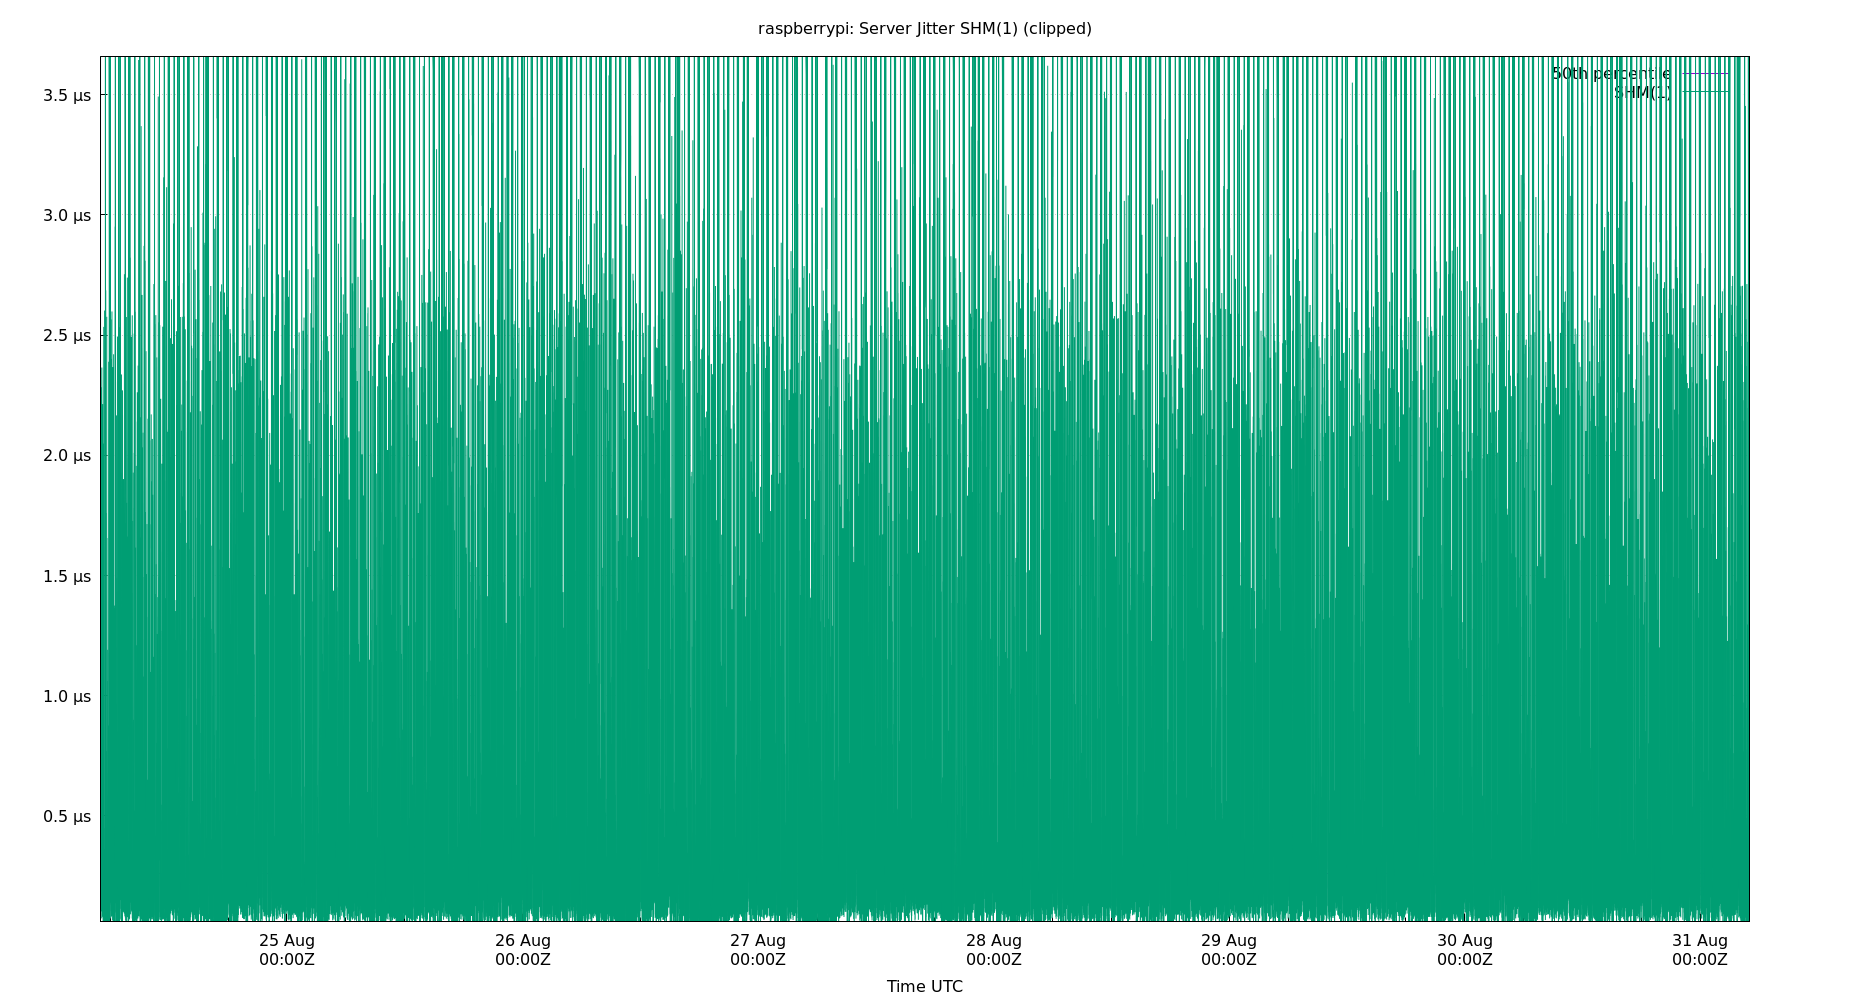 raspberrypi: Server Jitter SHM(1) (clipped)
50th percentile
SHM(1)
3.5 µs
3.0 µs
2.5 µs
2.0 µs
1.5 µs
1.0 µs
0.5 µs
25 Aug 26 Aug 27 Aug 28 Aug 29 Aug 30 Aug 31 Aug
00:00Z 00:00Z 00:00Z 00:00Z 00:00Z 00:00Z 00:00Z
Time UTC